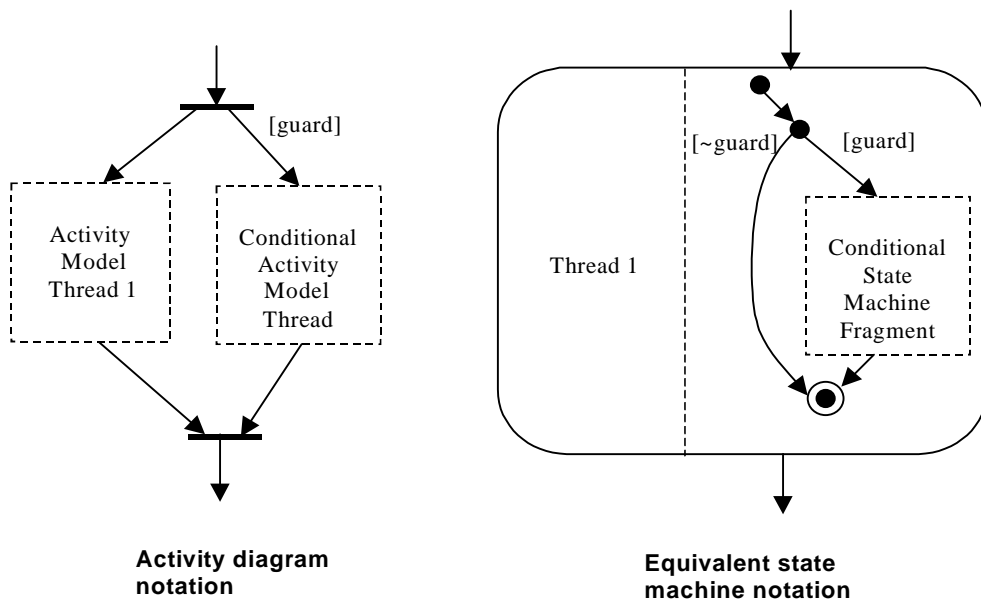 [guard]
Activity
Model
Thread 1
Conditional
Activity
Model
Thread
Activity diagram
notation
[~guard]
[guard]
Thread 1
Conditional
State
Machine
Fragment
Equivalent state
machine notation